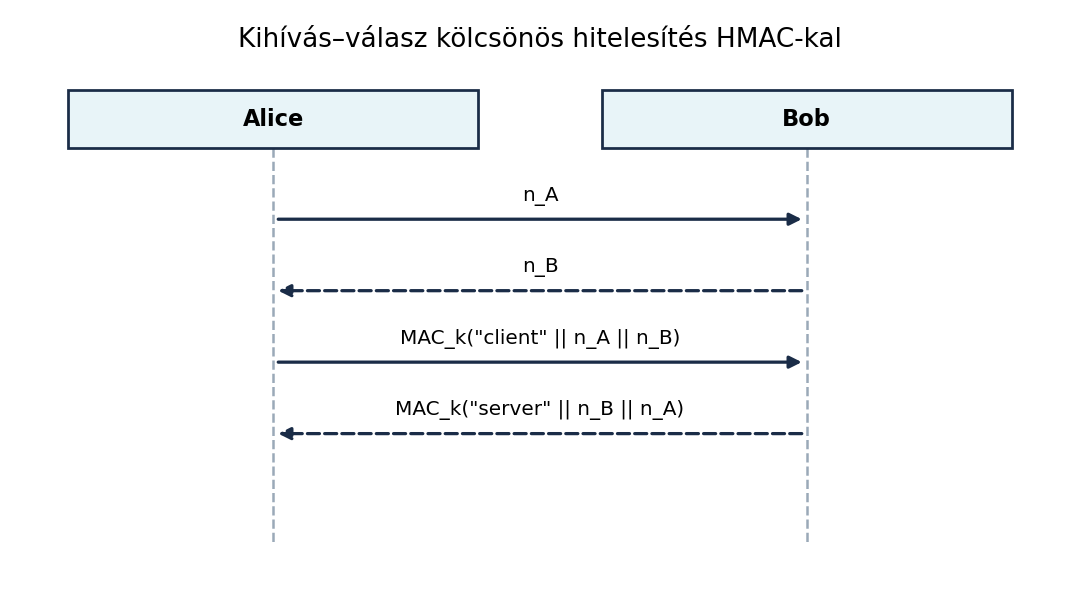 Kihívás–válasz kölcsönös hitelesítés HMAC-kal
Alice
Bob
n_A
n_B
MAC_k("client" || n_A || n_B)
MAC_k("server" || n_B || n_A)